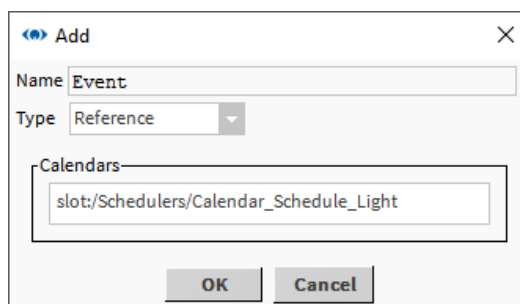 Add
Name Event
Type Reference
Calendars
slot:/Schedulers/Calendar_Schedule_Light
OK Cancel